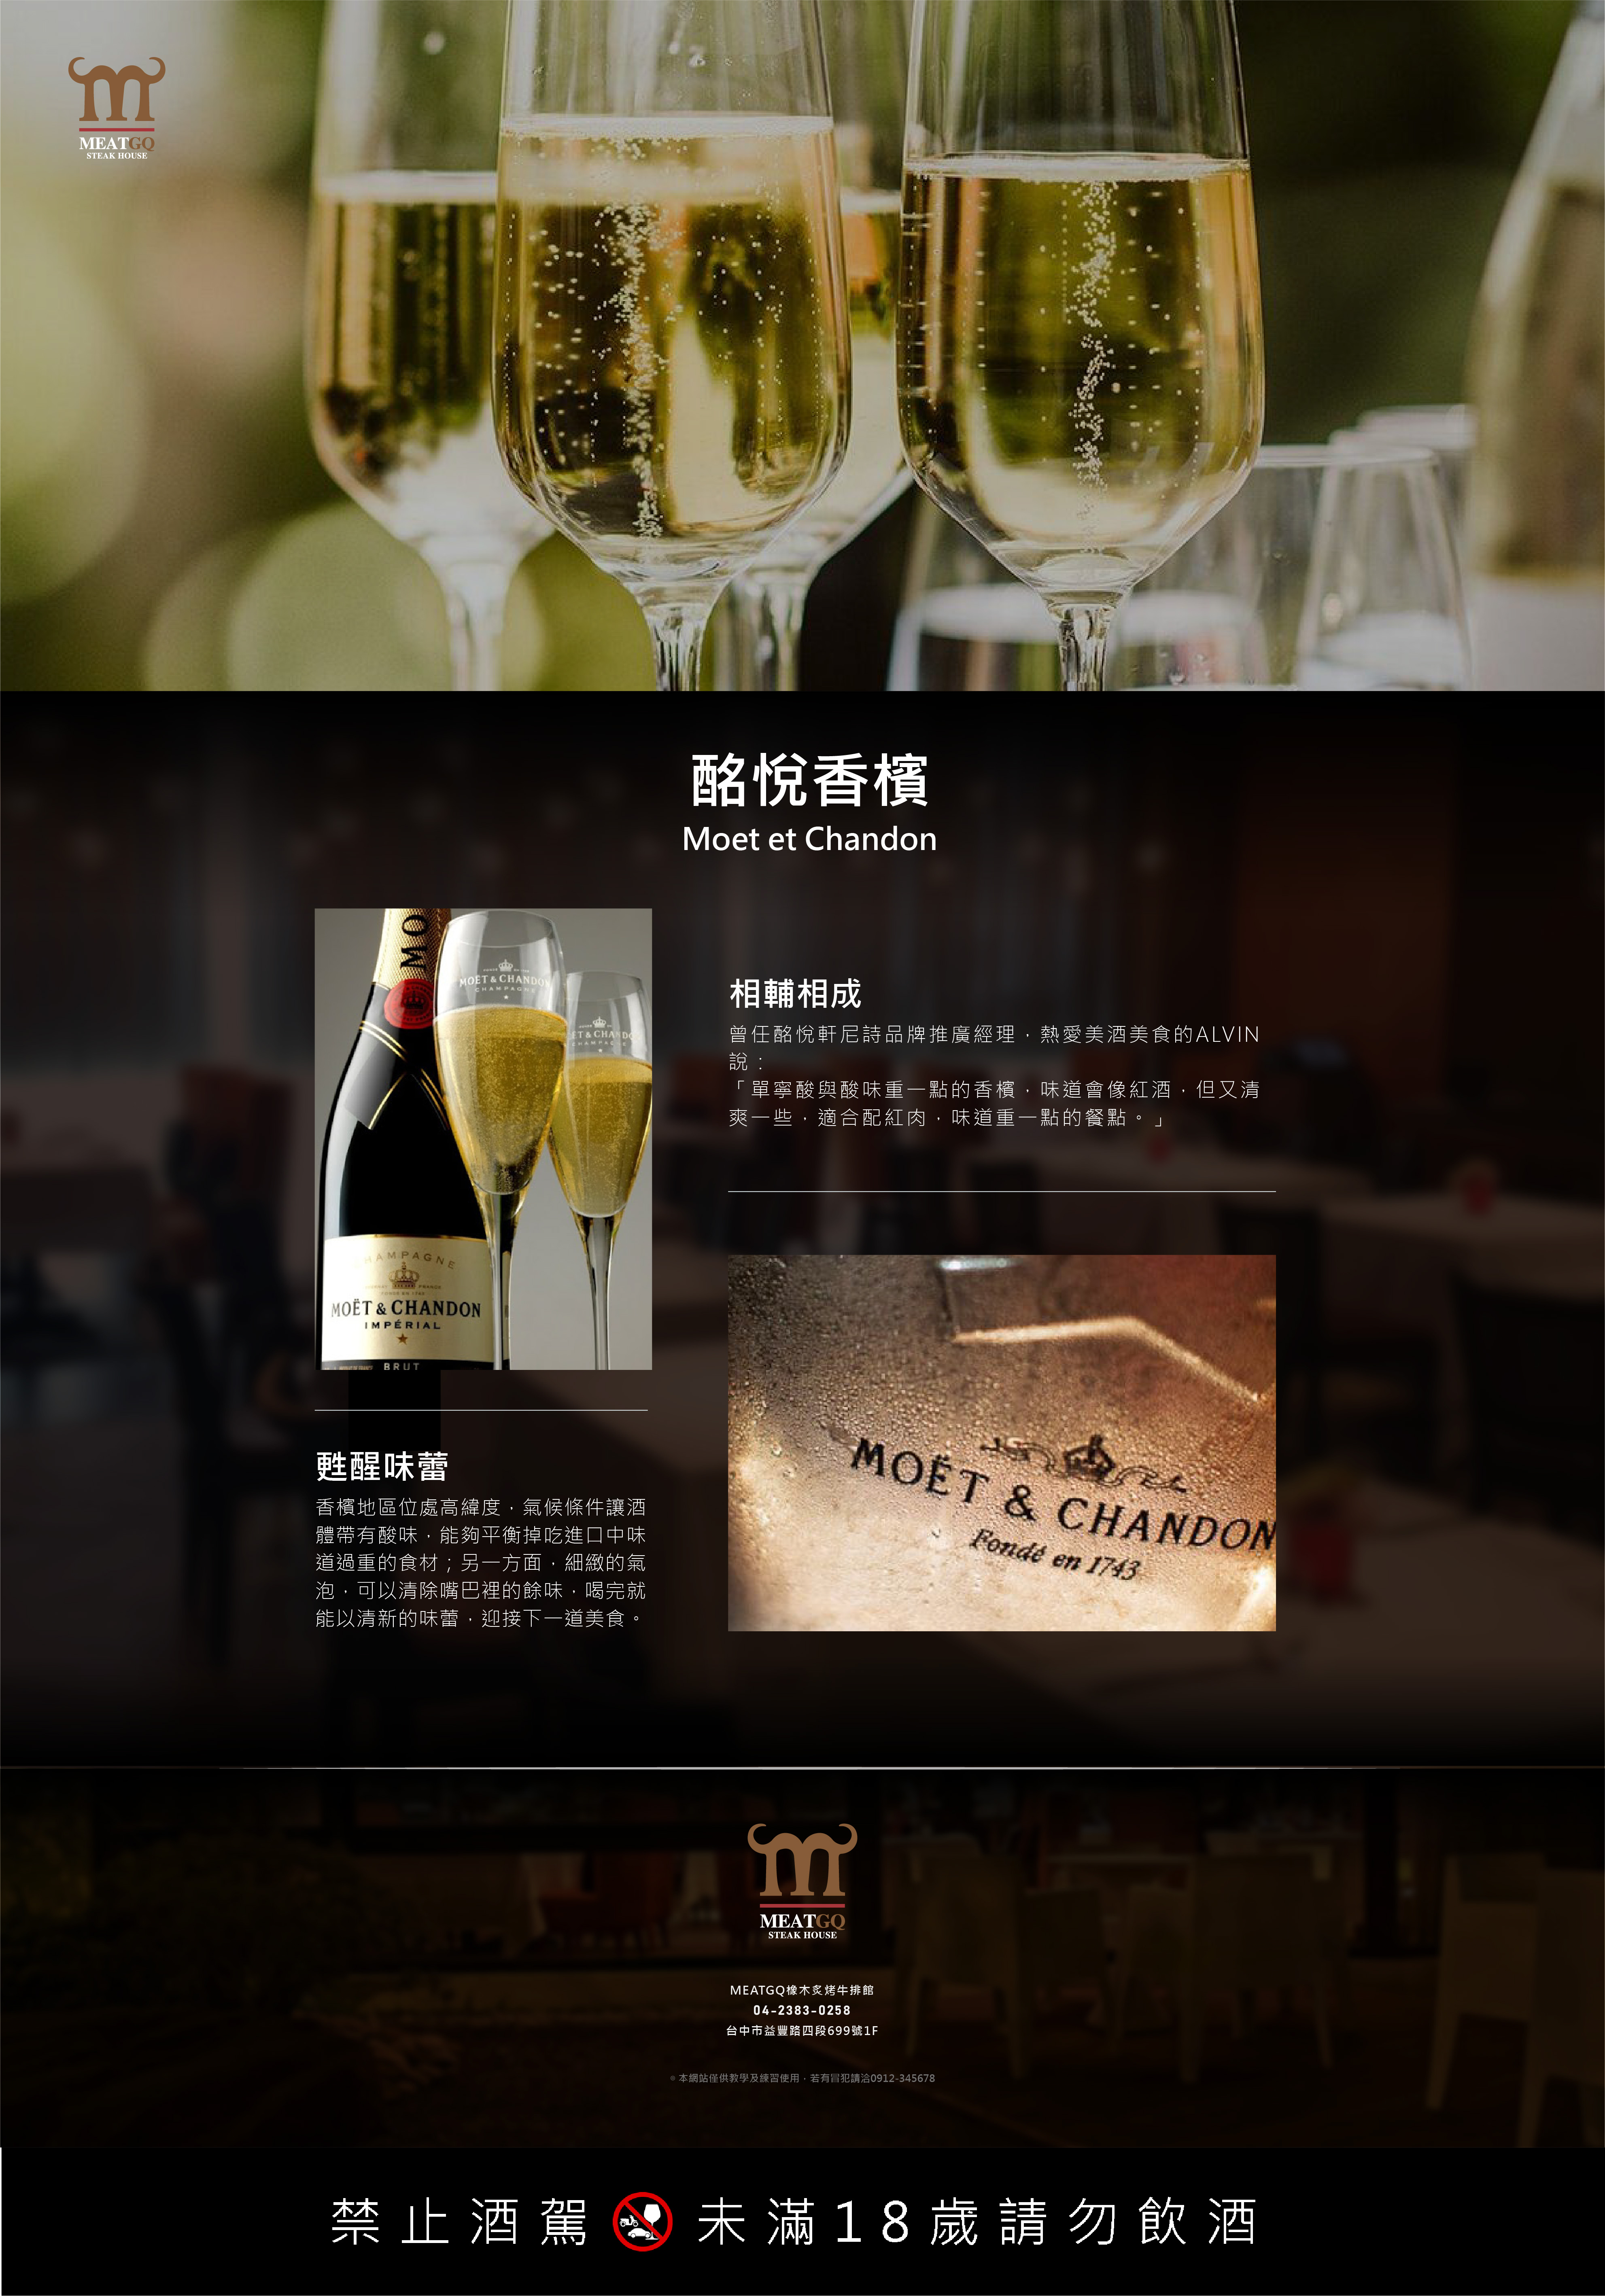 MEATGQ
STEAK HOUSE
酩悅香檳
Moet et Chandon
MO
MOËT & CHANDON
CHAMPAGNE
ET & CHANDO
CHAMPAGNE
CHAMPAGNE
MOËT & CHANDON
IMPÉRIAL
BRUT
相輔相成
曾任酩悅軒尼詩品牌推廣經理，熱愛美酒美食的ALVIN
說：
「單寧酸與酸味重一點的香檳，味道會像紅酒，但又清
爽一些，適合配紅肉，味道重一點的餐點。」
MOËT & CHANDON
Fondé en 1743
甦醒味蕾
香檳地區位處高緯度，氣候條件讓酒
體帶有酸味，能夠平衡掉吃進口中味
道過重的食材；另一方面，細緻的氣
泡，可以清除嘴巴裡的餘味，喝完就
能以清新的味蕾，迎接下一道美食。
MEATGQ
STEAK HOUSE
MEATGQ橡木炙烤牛排館
04-2383-0258
台中市益豐路四段699號1F
※本網站僅供教學及練習使用，若有冒犯請洽0912-345678
禁止酒駕 未滿18歲請勿飲酒